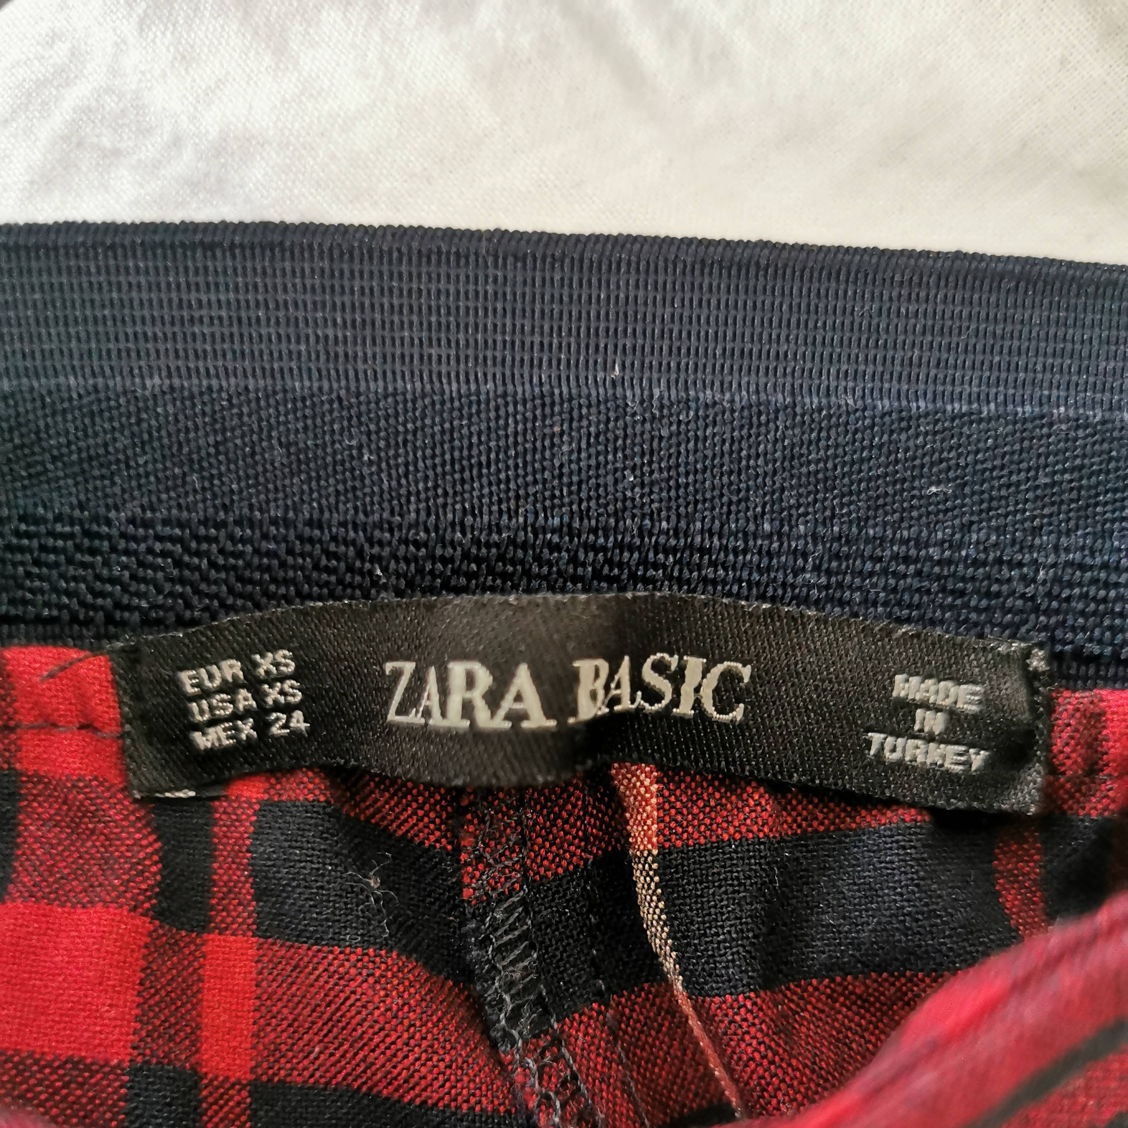 EUR XS
USA XS
MEX 24
ZARA BASIC
MADE
IN
TURKEY